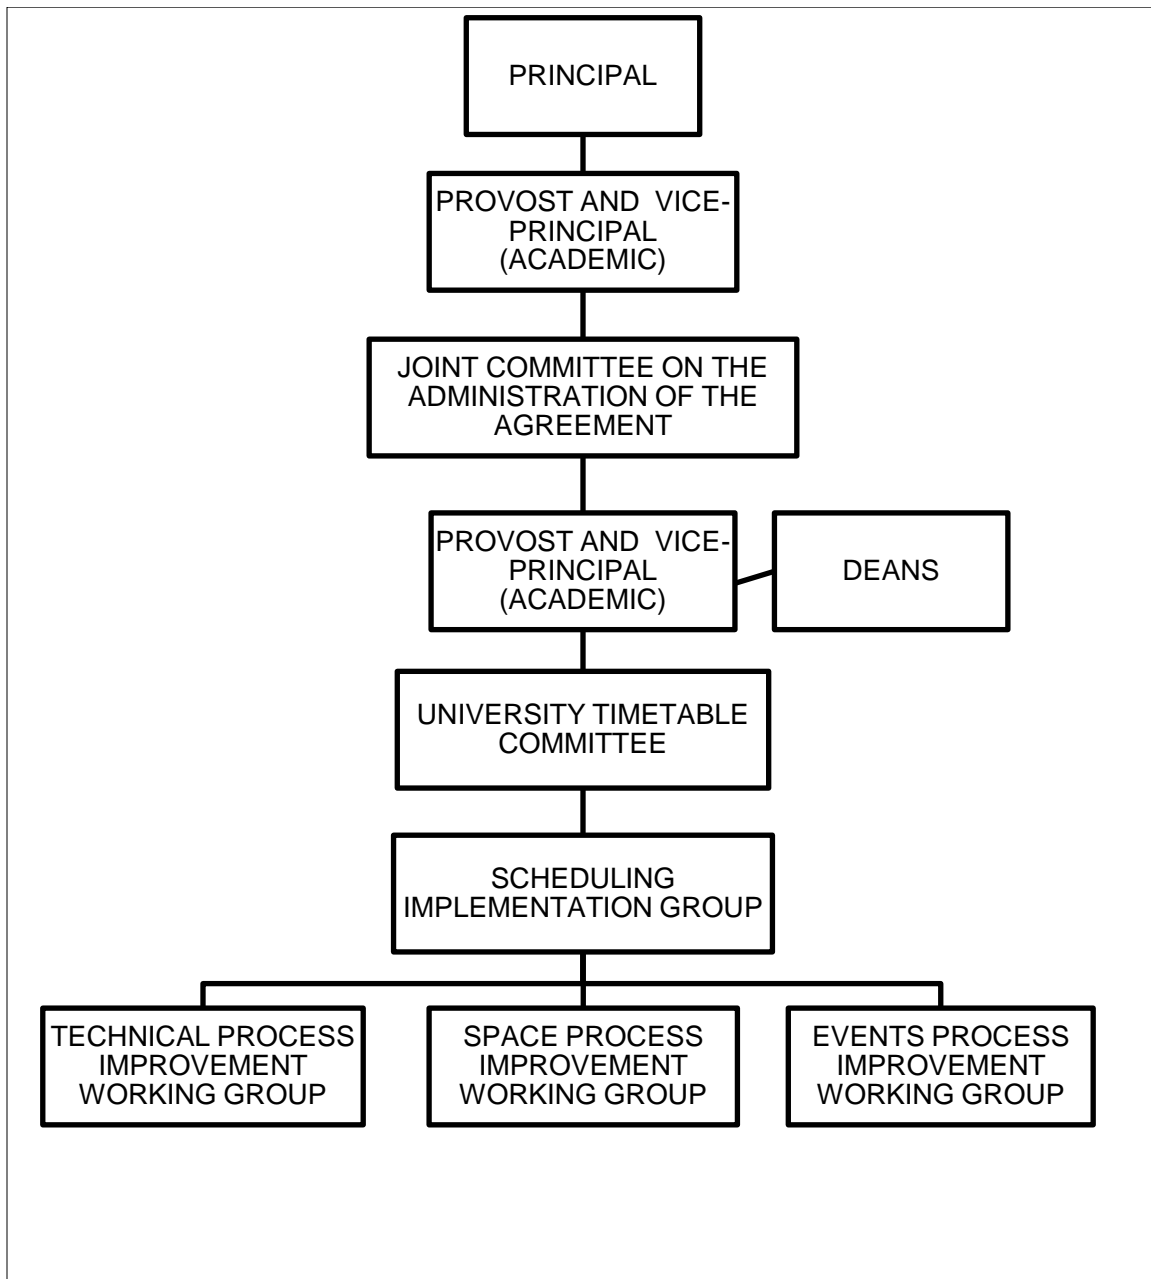 PRINCIPAL
PROVOST AND  VICE-
PRINCIPAL
(ACADEMIC)
JOINT COMMITTEE ON THE
ADMINISTRATION OF THE
AGREEMENT
PROVOST AND  VICE-
PRINCIPAL
(ACADEMIC)
DEANS
UNIVERSITY TIMETABLE
COMMITTEE
SCHEDULING
IMPLEMENTATION GROUP
TECHNICAL PROCESS
IMPROVEMENT
WORKING GROUP
SPACE PROCESS
IMPROVEMENT
WORKING GROUP
EVENTS PROCESS
IMPROVEMENT
WORKING GROUP